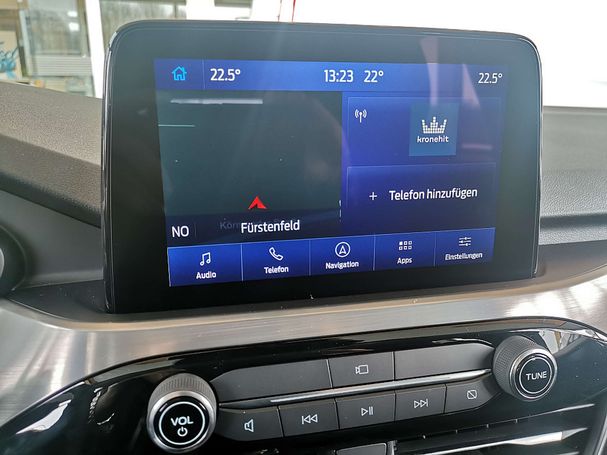 22.5° 13:23 22° 22.5°
kronehit
+ Telefon hinzufügen
NO Fürstenfeld
Audio Telefon Navigation Apps Einstellungen
VOL TUNE